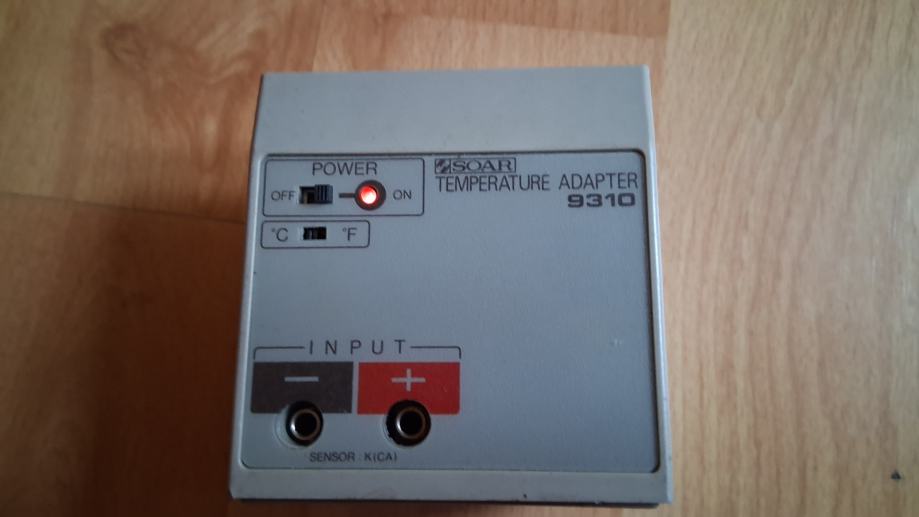 POWER
OFF ON
SOAR
TEMPERATURE ADAPTER
9310
°C °F
INPUT
− +
SENSOR : K(CA)